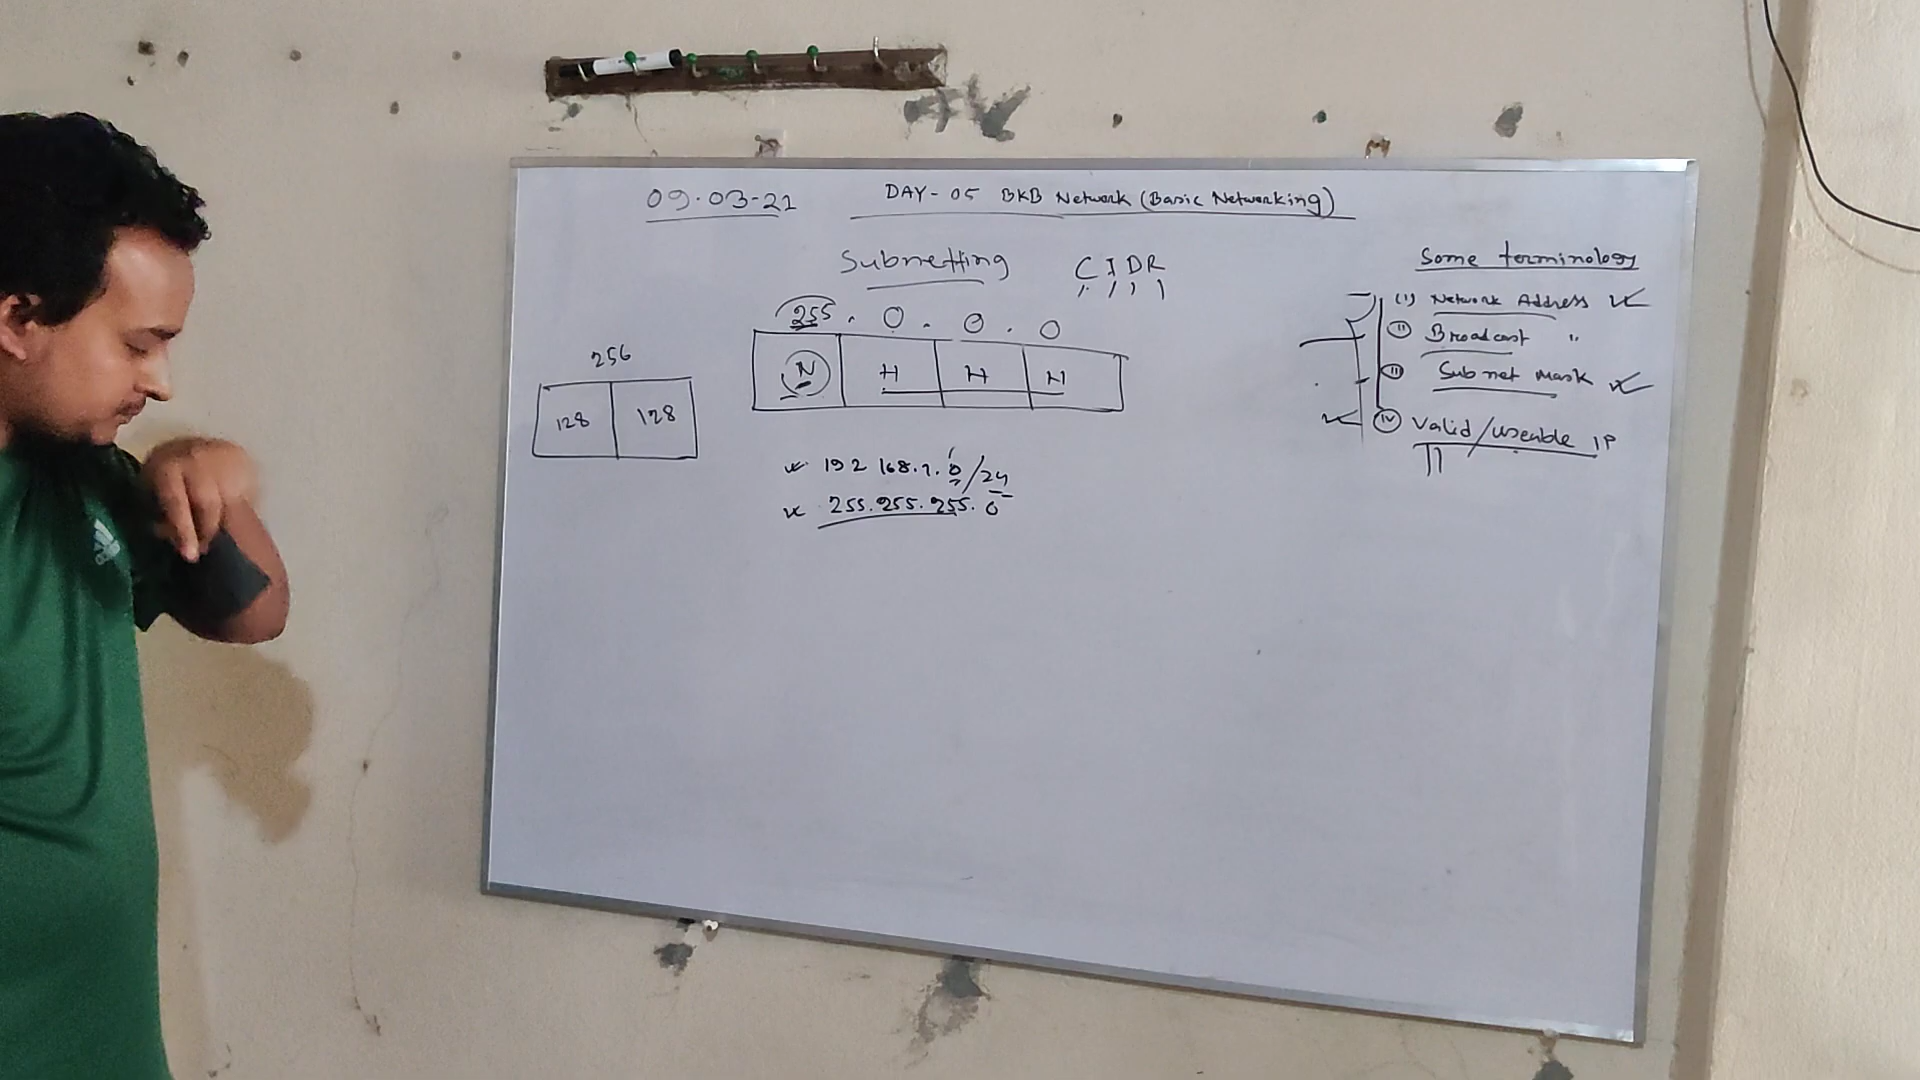 09.03-21
DAY-05 BKB Network (Basic Networking)
Subnetting CIDR
255.0.0.0
N H H H
256
128 128
192 168.1.0/24
255.255.255.0
Some terminology
(i) Network Address
(ii) Broadcast "
(iii) Subnet Mask
(iv) Valid/useable IP